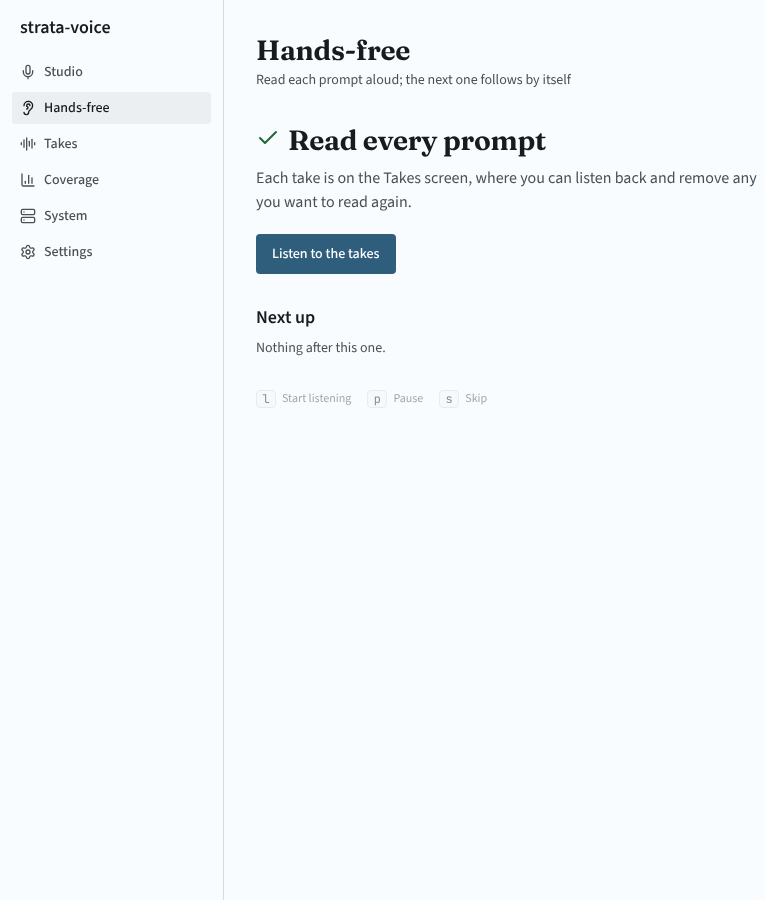 strata-voice
Studio
Hands-free
Takes
Coverage
System
Settings
Hands-free
Read each prompt aloud; the next one follows by itself
Read every prompt
Each take is on the Takes screen, where you can listen back and remove any
you want to read again.
Listen to the takes
Next up
Nothing after this one.
l Start listening p Pause s Skip